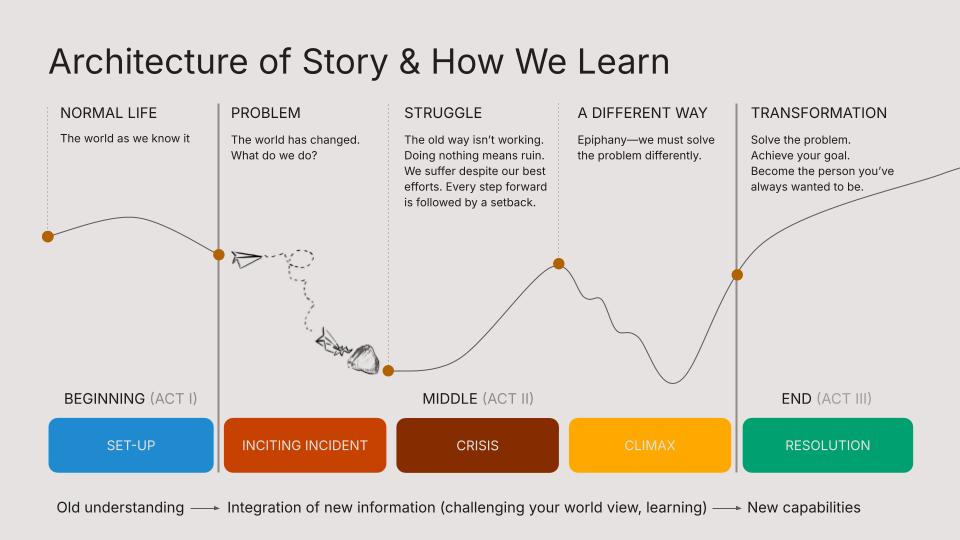 Architecture of Story & How We Learn
NORMAL LIFE
The world as we know it
PROBLEM
The world has changed.
What do we do?
STRUGGLE
The old way isn’t working.
Doing nothing means ruin.
We suffer despite our best
efforts. Every step forward
is followed by a setback.
A DIFFERENT WAY
Epiphany—we must solve
the problem differently.
TRANSFORMATION
Solve the problem.
Achieve your goal.
Become the person you’ve
always wanted to be.
BEGINNING (ACT I)
MIDDLE (ACT II)
END (ACT III)
SET-UP
INCITING INCIDENT
CRISIS
CLIMAX
RESOLUTION
Old understanding
Integration of new information (challenging your world view, learning)
New capabilities